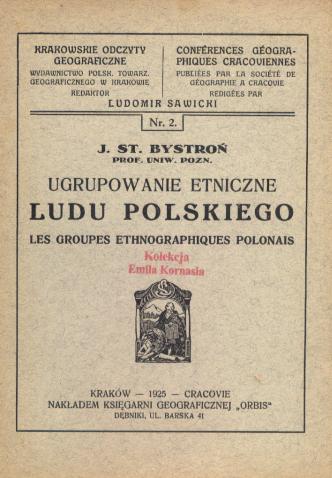 KRAKOWSKIE ODCZYTY
GEOGRAFICZNE
WYDAWNICTWO POLSK. TOWARZ.
GEOGRAFICZNEGO W KRAKOWIE
REDAKTOR
CONFÉRENCES GÉOGRA-
PHIQUES CRACOVIENNES
PUBLIÉES PAR LA SOCIÉTÉ DE
GÉOGRAPHIE A CRACOVIE
REDIGÉES PAR
LUDOMIR SAWICKI
Nr. 2.
J. ST. BYSTROŃ
PROF. UNIW. POZN.
UGRUPOWANIE ETNICZNE
LUDU POLSKIEGO
LES GROUPES ETHNOGRAPHIQUES POLONAIS
Kolekcja
Emila Kornasia
KRAKÓW — 1925 — CRACOVIE
NAKŁADEM KSIĘGARNI GEOGRAFICZNEJ „ORBIS"
DĘBNIKI, UL. BARSKA 41